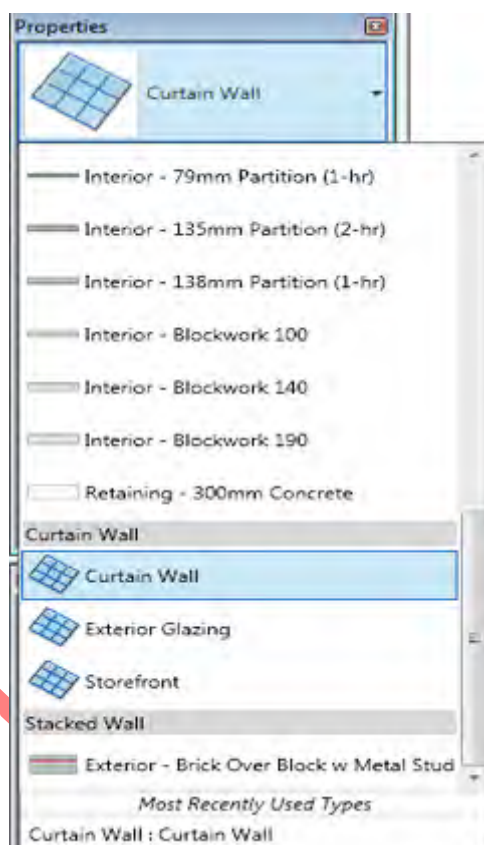 Properties
Curtain Wall
Interior - 79mm Partition (1-hr)
Interior - 135mm Partition (2-hr)
Interior - 138mm Partition (1-hr)
Interior - Blockwork 100
Interior - Blockwork 140
Interior - Blockwork 190
Retaining - 300mm Concrete
Curtain Wall
Curtain Wall
Exterior Glazing
Storefront
Stacked Wall
Exterior - Brick Over Block w Metal Stud
Most Recently Used Types
Curtain Wall : Curtain Wall